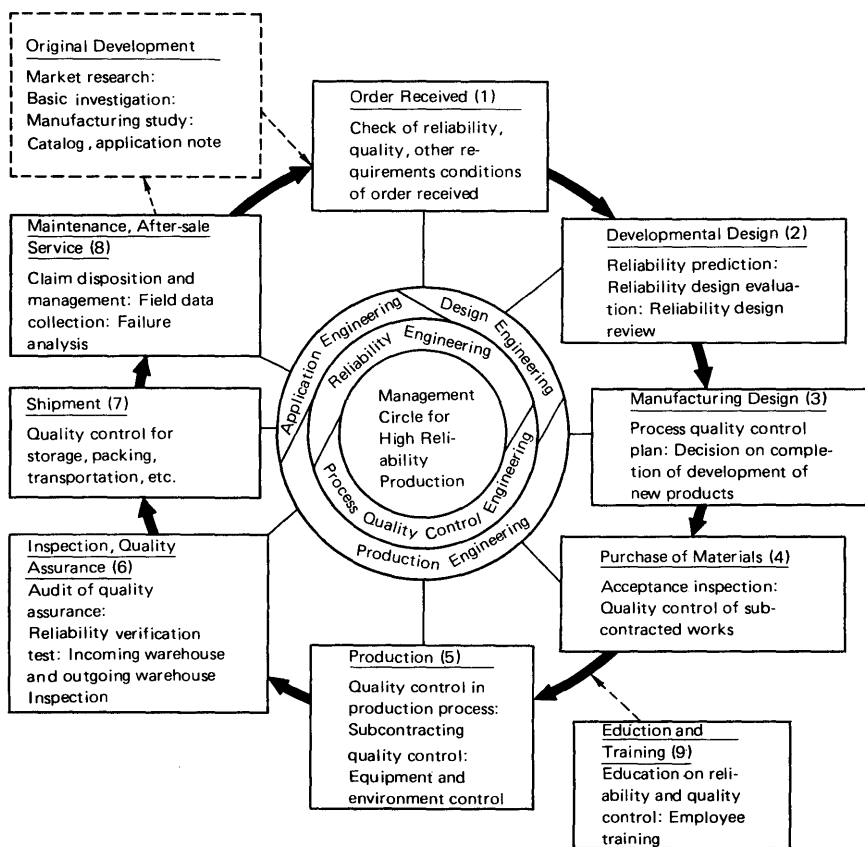 Original Development
Market research:
Basic investigation:
Manufacturing study:
Catalog, application note
Order Received (1)
Check of reliability,
quality, other re-
quirements conditions
of order received
Developmental Design (2)
Reliability prediction:
Reliability design evalua-
tion: Reliability design
review
Manufacturing Design (3)
Process quality control
plan: Decision on comple-
tion of development of
new products
Purchase of Materials (4)
Acceptance inspection:
Quality control of sub-
contracted works
Eduction and
Training (9)
Education on reli-
ability and quality
control: Employee
training
Production (5)
Quality control in
production process:
Subcontracting
quality control:
Equipment and
environment control
Inspection, Quality
Assurance (6)
Audit of quality
assurance:
Reliability verification
test: Incoming warehouse
and outgoing warehouse
Inspection
Shipment (7)
Quality control for
storage, packing,
transportation, etc.
Maintenance, After-sale
Service (8)
Claim disposition and
management: Field data
collection: Failure
analysis
Application Engineering
Design Engineering
Production Engineering
Reliability Engineering
Process Quality Control Engineering
Management
Circle for
High Reli-
ability
Production